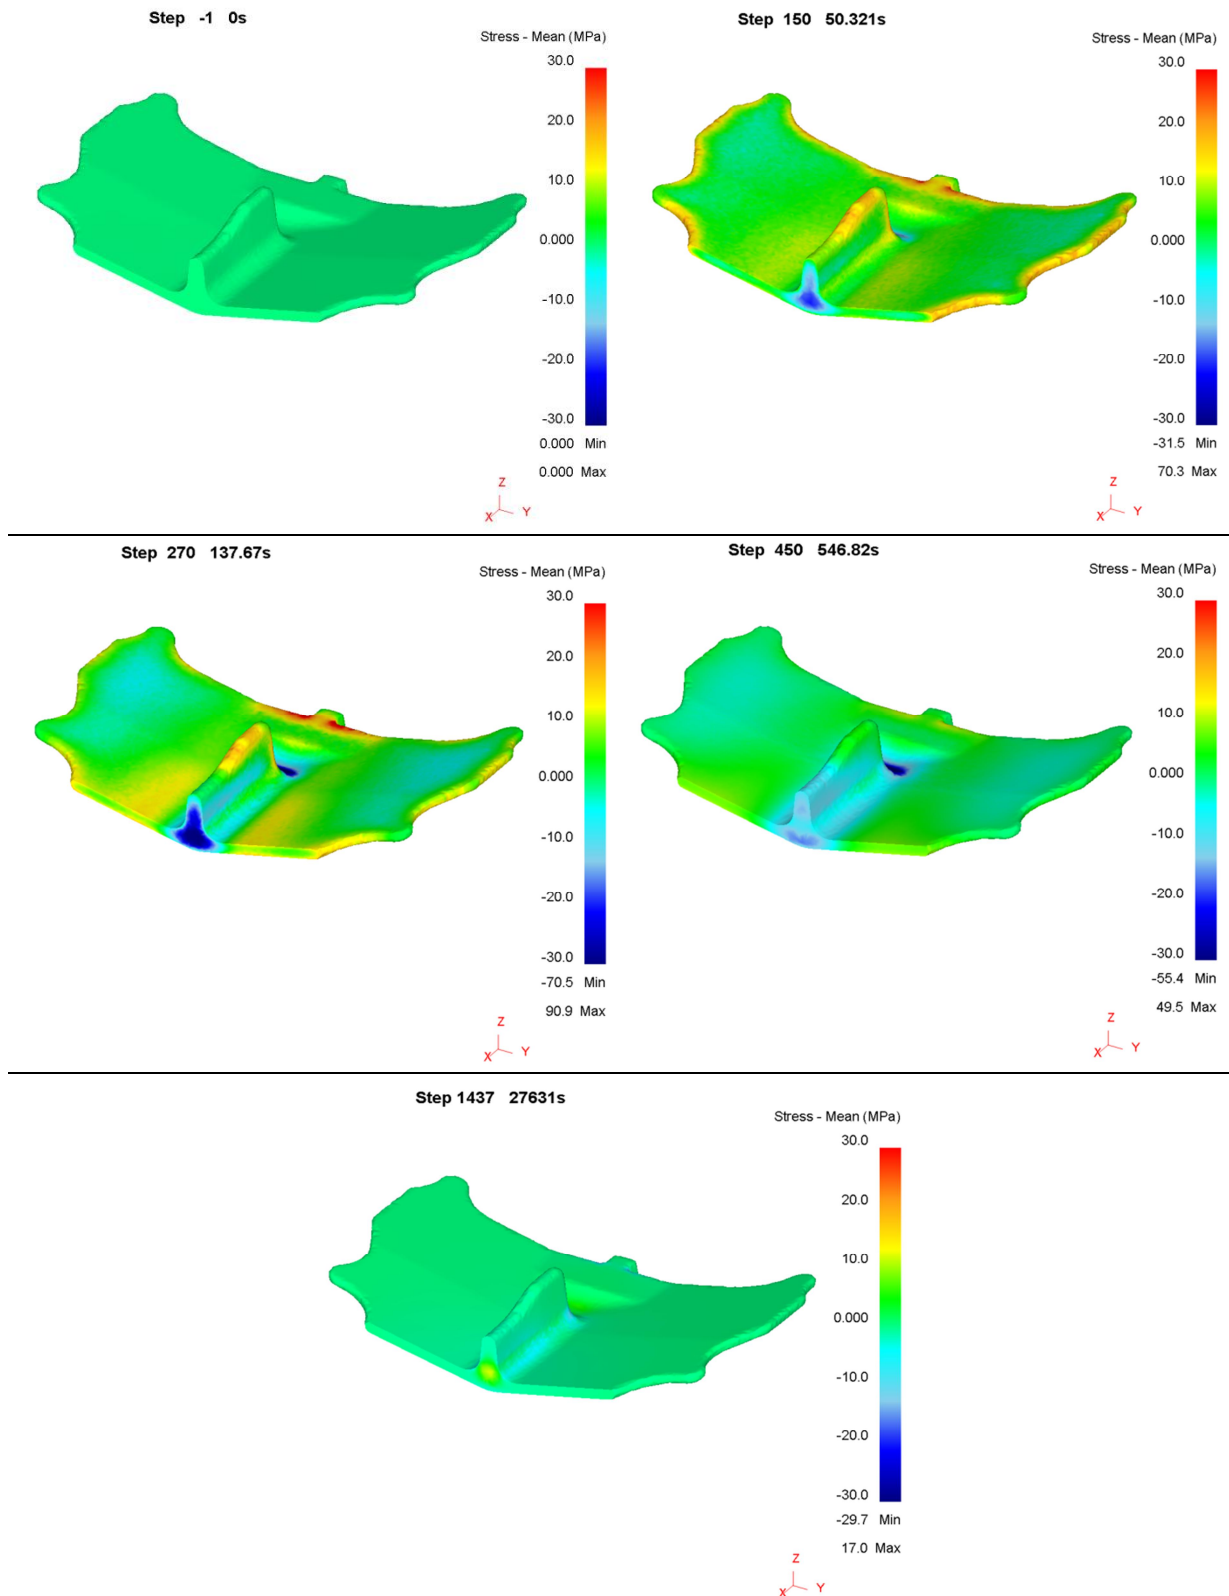 Step -1 0s
Stress - Mean (MPa)
30.0
20.0
10.0
0.000
-10.0
-20.0
-30.0
0.000 Min
0.000 Max
Z
X
Y
Step 150 50.321s
Stress - Mean (MPa)
30.0
20.0
10.0
0.000
-10.0
-20.0
-30.0
-31.5 Min
70.3 Max
Z
X
Y
Step 270 137.67s
Stress - Mean (MPa)
30.0
20.0
10.0
0.000
-10.0
-20.0
-30.0
-70.5 Min
90.9 Max
Z
X
Y
Step 450 546.82s
Stress - Mean (MPa)
30.0
20.0
10.0
0.000
-10.0
-20.0
-30.0
-55.4 Min
49.5 Max
Z
X
Y
Step 1437 27631s
Stress - Mean (MPa)
30.0
20.0
10.0
0.000
-10.0
-20.0
-30.0
-29.7 Min
17.0 Max
Z
X
Y